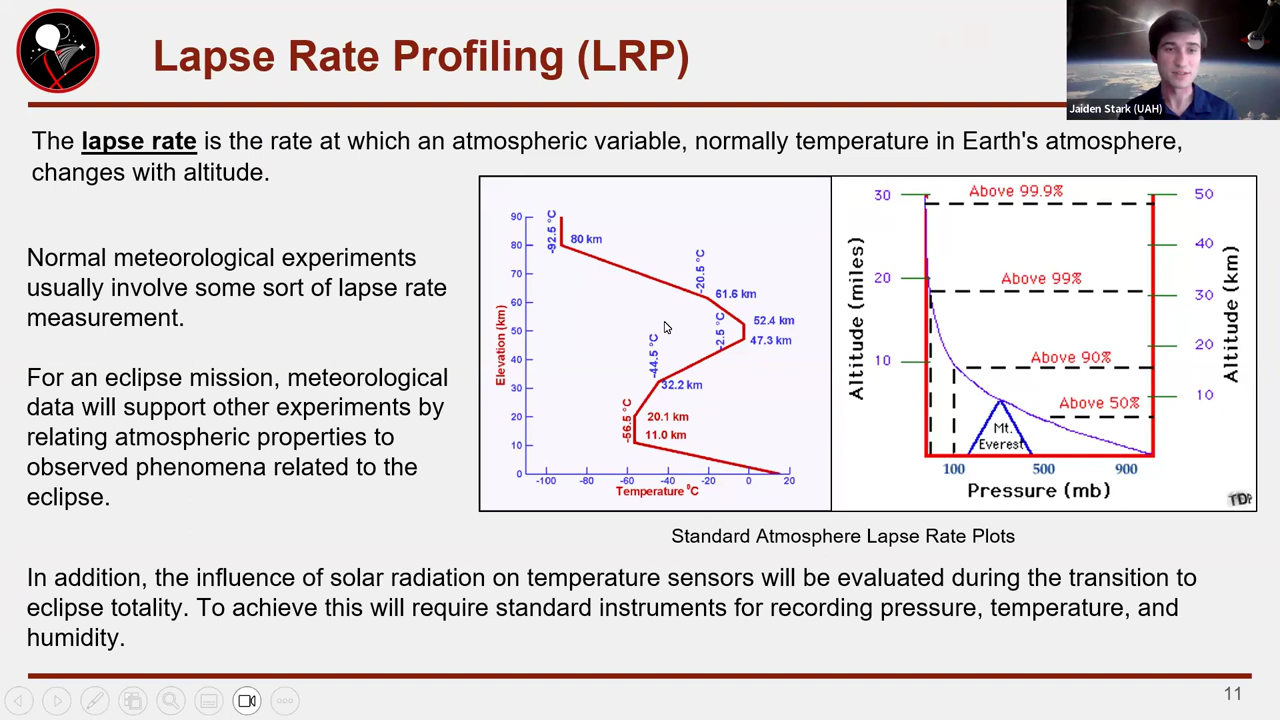 Lapse Rate Profiling (LRP)
Jaiden Stark (UAH)
The lapse rate is the rate at which an atmospheric variable, normally temperature in Earth's atmosphere,
changes with altitude.
Normal meteorological experiments
usually involve some sort of lapse rate
measurement.
For an eclipse mission, meteorological
data will support other experiments by
relating atmospheric properties to
observed phenomena related to the
eclipse.
Elevation (km)
90
80
70
60
50
40
30
20
10
0
-92.5 °C
80 km
-20.5 °C
61.6 km
52.4 km
-2.5 °C
47.3 km
-44.5 °C
32.2 km
20.1 km
-56.5 °C
11.0 km
-100 -80 -60 -40 -20 0 20
Temperature °C
Altitude (miles)
30
20
10
Above 99.9%
Above 99%
Above 90%
Above 50%
Mt.
Everest
50
40
30
20
10
Altitude (km)
100 500 900
Pressure (mb)
TDP
Standard Atmosphere Lapse Rate Plots
In addition, the influence of solar radiation on temperature sensors will be evaluated during the transition to
eclipse totality. To achieve this will require standard instruments for recording pressure, temperature, and
humidity.
11